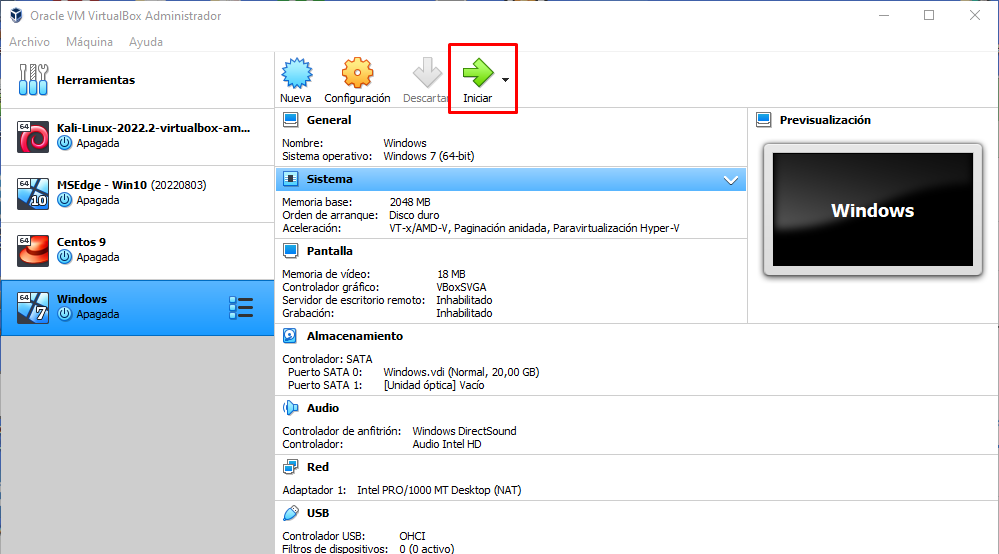 Oracle VM VirtualBox Administrador
Archivo Máquina Ayuda
Herramientas
64
Kali-Linux-2022.2-virtualbox-am...
Apagada
64
10
MSEdge - Win10 (20220803)
Apagada
64
Centos 9
Apagada
64
7
Windows
Apagada
Nueva Configuración Descartar Iniciar
General
Nombre: Windows
Sistema operativo: Windows 7 (64-bit)
Sistema
Memoria base: 2048 MB
Orden de arranque: Disco duro
Aceleración: VT-x/AMD-V, Paginación anidada, Paravirtualización Hyper-V
Pantalla
Memoria de vídeo: 18 MB
Controlador gráfico: VBoxSVGA
Servidor de escritorio remoto: Inhabilitado
Grabación: Inhabilitado
Almacenamiento
Controlador: SATA
Puerto SATA 0: Windows.vdi (Normal, 20,00 GB)
Puerto SATA 1: [Unidad óptica] Vacío
Audio
Controlador de anfitrión: Windows DirectSound
Controlador: Audio Intel HD
Red
Adaptador 1: Intel PRO/1000 MT Desktop (NAT)
USB
Controlador USB: OHCI
Filtros de dispositivos: 0 (0 activo)
Previsualización
Windows